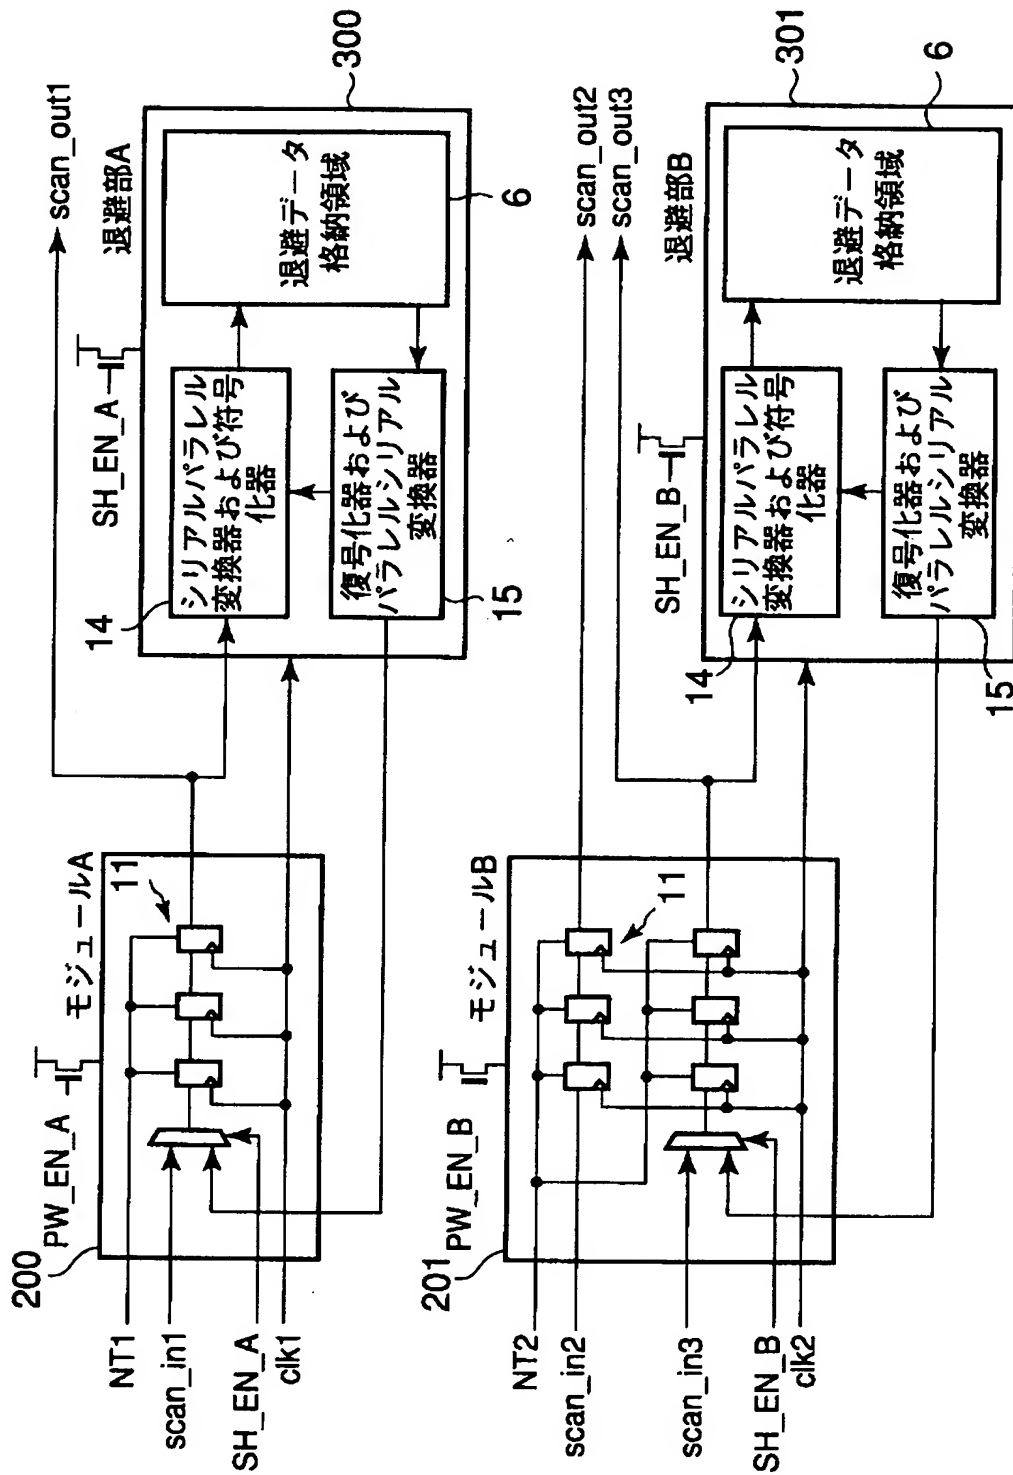 200
PW_EN_A
モジュールA
11
NT1
scan_in1
SH_EN_A
clk1
scan_out1
SH_EN_A
退避部A
300
14
シリアルパラレル
変換器および符号
化器
退避データ
格納領域
6
復号化器および
パラレルシリアル
変換器
15
201
PW_EN_B
モジュールB
11
NT2
scan_in2
scan_in3
SH_EN_B
clk2
scan_out2
scan_out3
SH_EN_B
退避部B
301
14
シリアルパラレル
変換器および符号
化器
退避データ
格納領域
6
復号化器および
パラレルシリアル
変換器
15